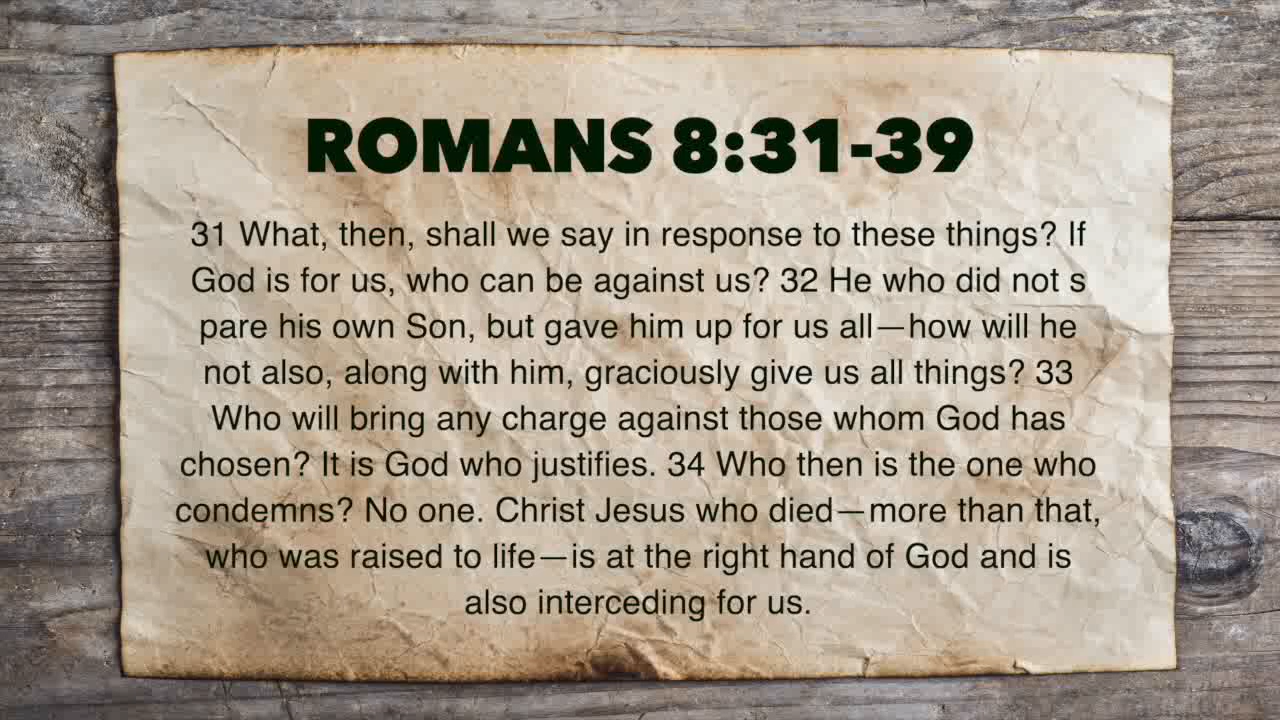 ROMANS 8:31-39
31 What, then, shall we say in response to these things? If
God is for us, who can be against us? 32 He who did not s
pare his own Son, but gave him up for us all—how will he
not also, along with him, graciously give us all things? 33
Who will bring any charge against those whom God has
chosen? It is God who justifies. 34 Who then is the one who
condemns? No one. Christ Jesus who died—more than that,
who was raised to life—is at the right hand of God and is
also interceding for us.